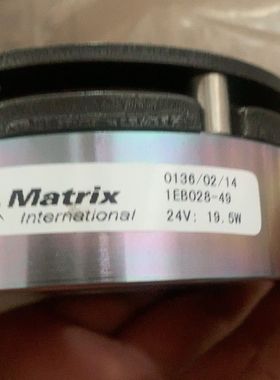 Matrix
International
0136/02/14
1EB028-49
24V: 19.5W